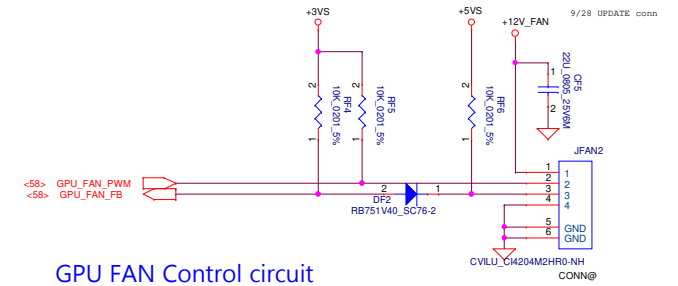 9/28 UPDATE conn
+3VS
+5VS
+12V_FAN
2
RF4
10K_0201_5%
1
2
RF5
10K_0201_5%
1
2
RF6
10K_0201_5%
1
1
CF5
22U_0805_25V6M
2
JFAN2
<58> GPU_FAN_PWM
<58> GPU_FAN_FB
2
DF2
1
RB751V40_SC76-2
1 1
2 2
3 3
4 4
5 GND
6 GND
CVILU_CI4204M2HR0-NH
CONN@
GPU FAN Control circuit